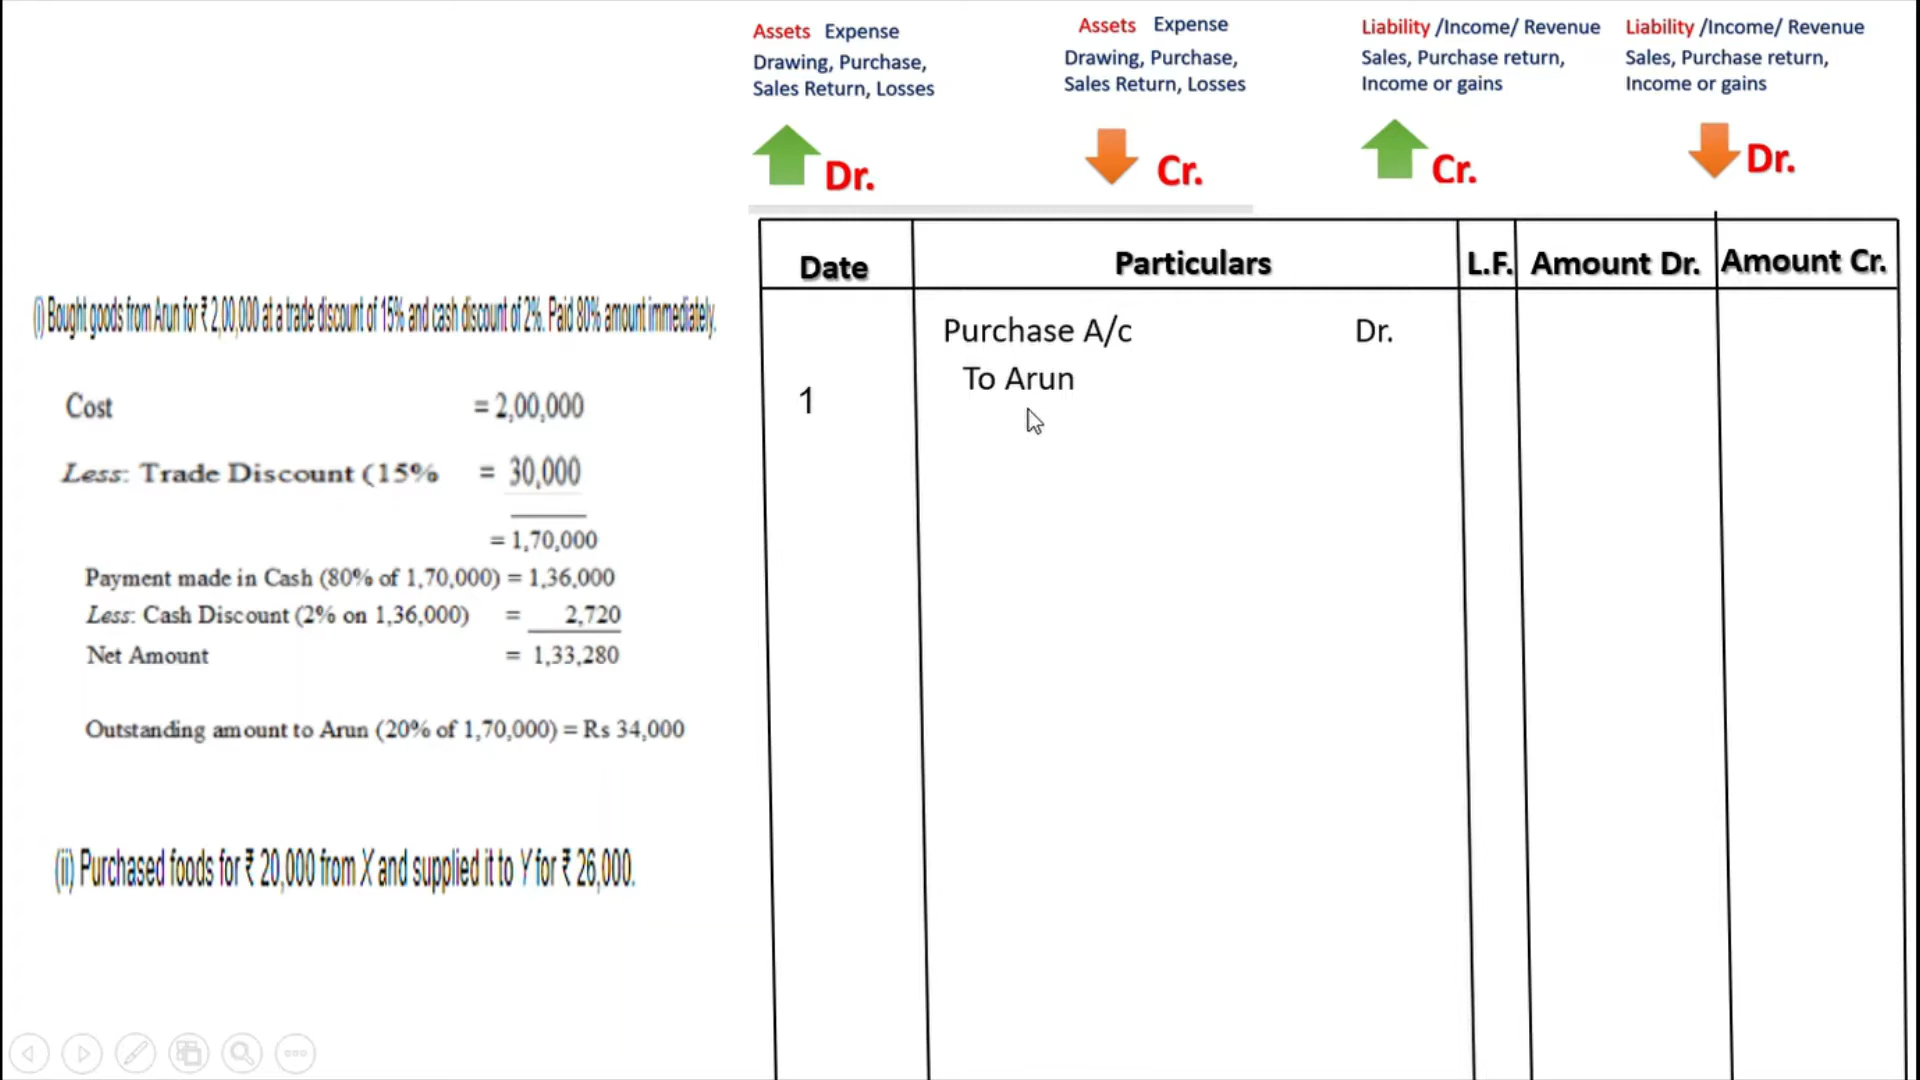 Assets Expense
Drawing, Purchase,
Sales Return, Losses
Dr.
Assets Expense
Drawing, Purchase,
Sales Return, Losses
Cr.
Liability /Income/ Revenue
Sales, Purchase return,
Income or gains
Cr.
Liability /Income/ Revenue
Sales, Purchase return,
Income or gains
Dr.
(i) Bought goods from Arun for ₹ 2,00,000 at a trade discount of 15% and cash discount of 2%. Paid 80% amount immediately.
Cost = 2,00,000
Less: Trade Discount (15% = 30,000
= 1,70,000
Payment made in Cash (80% of 1,70,000) = 1,36,000
Less: Cash Discount (2% on 1,36,000) = 2,720
Net Amount = 1,33,280
Outstanding amount to Arun (20% of 1,70,000) = Rs 34,000
(ii) Purchased foods for ₹ 20,000 from X and supplied it to Y for ₹ 26,000.
Date Particulars L.F. Amount Dr. Amount Cr.
Purchase A/c Dr.
To Arun
1